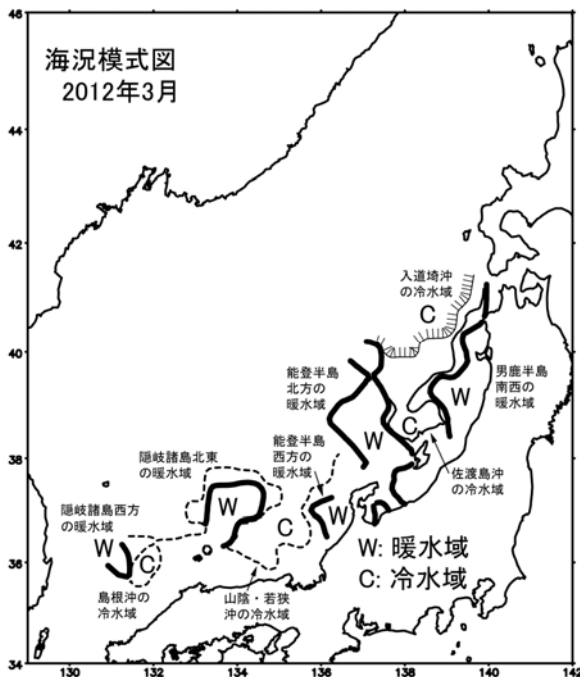 海況模式図
2012年3月
入道埼沖
の冷水域
C
能登半島
北方の
暖水域
男鹿半島
南西の
暖水域
W
C
W
能登半島
西方の
暖水域
佐渡島沖
の冷水域
隠岐諸島北東
の暖水域
W
W
C
隠岐諸島西方
の暖水域
W
C
W: 暖水域
C: 冷水域
島根沖の
冷水域
山陰・若狭
沖の冷水域
46
44
42
40
38
36
34
130
132
134
136
138
140
142